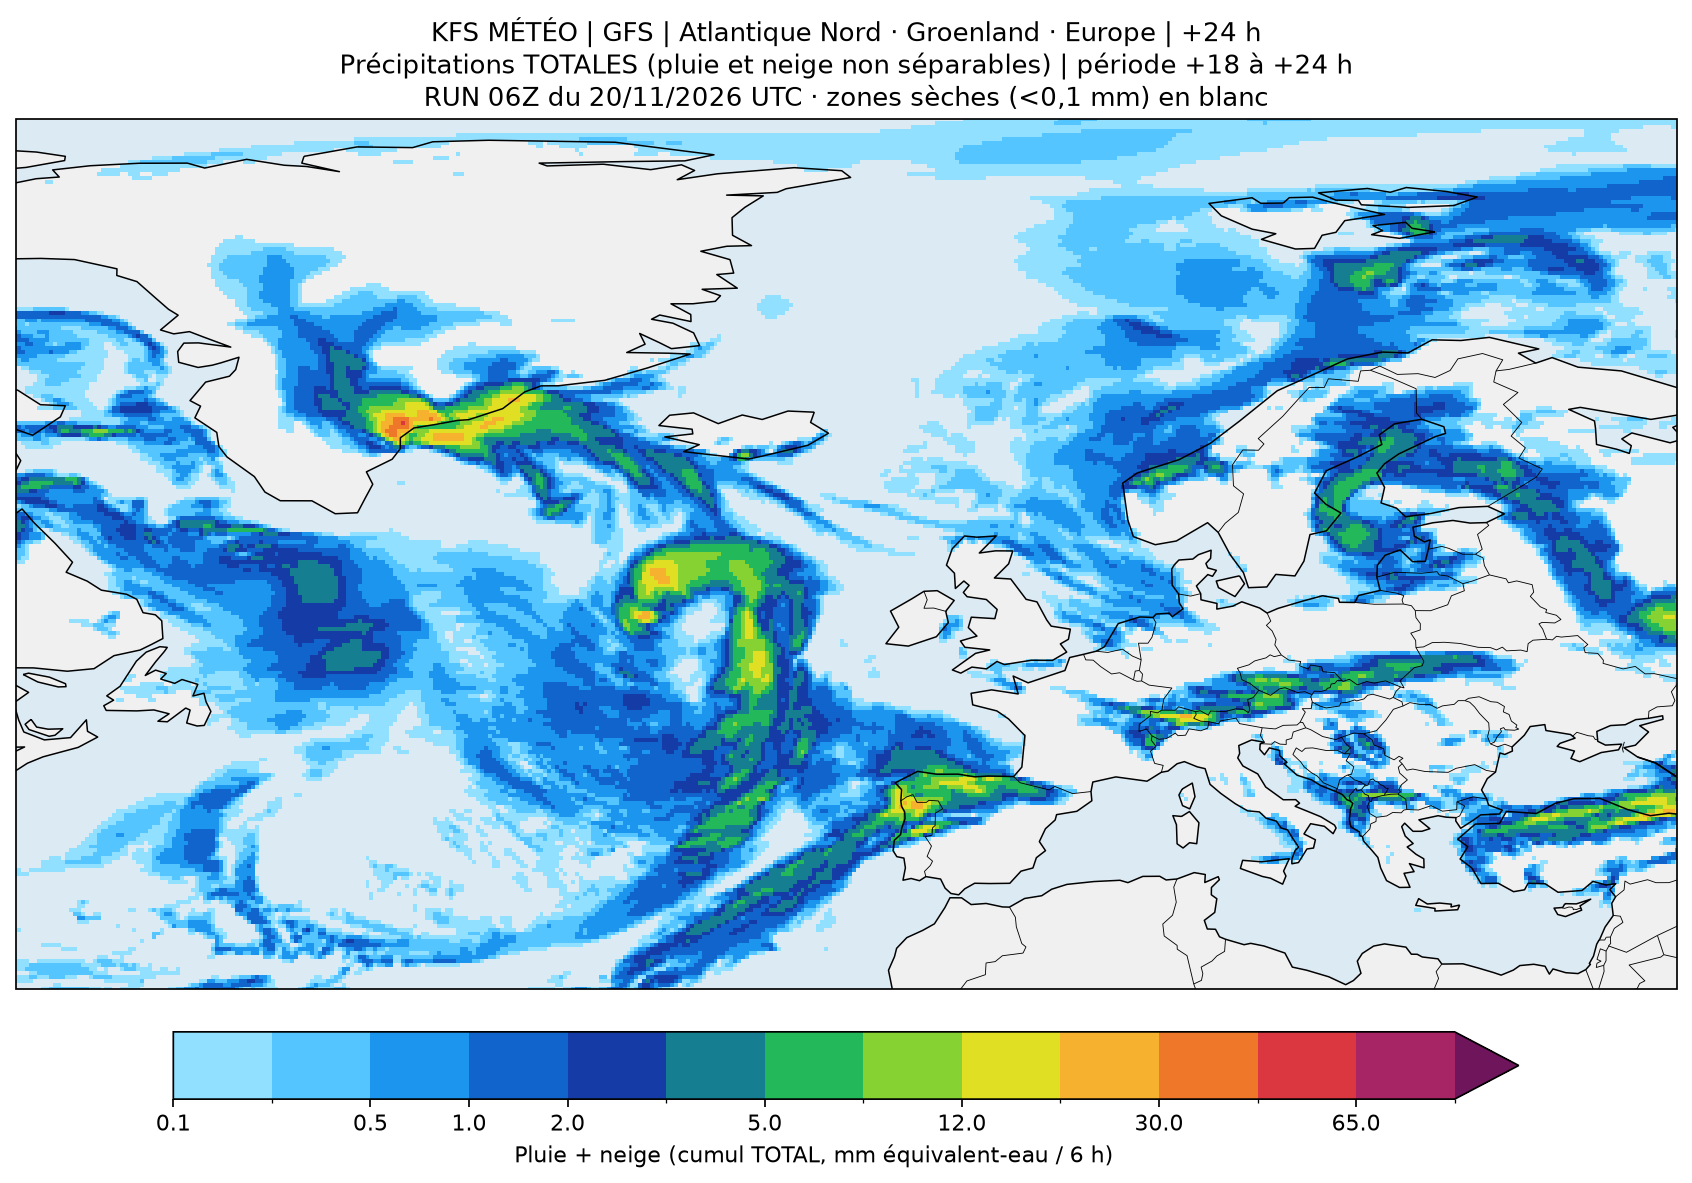 KFS MÉTÉO | GFS | Atlantique Nord · Groenland · Europe | +24 h
Précipitations TOTALES (pluie et neige non séparables) | période +18 à +24 h
RUN 06Z du 20/11/2026 UTC · zones sèches (<0,1 mm) en blanc
0.1 0.5 1.0 2.0 5.0 12.0 30.0 65.0
Pluie + neige (cumul TOTAL, mm équivalent-eau / 6 h)